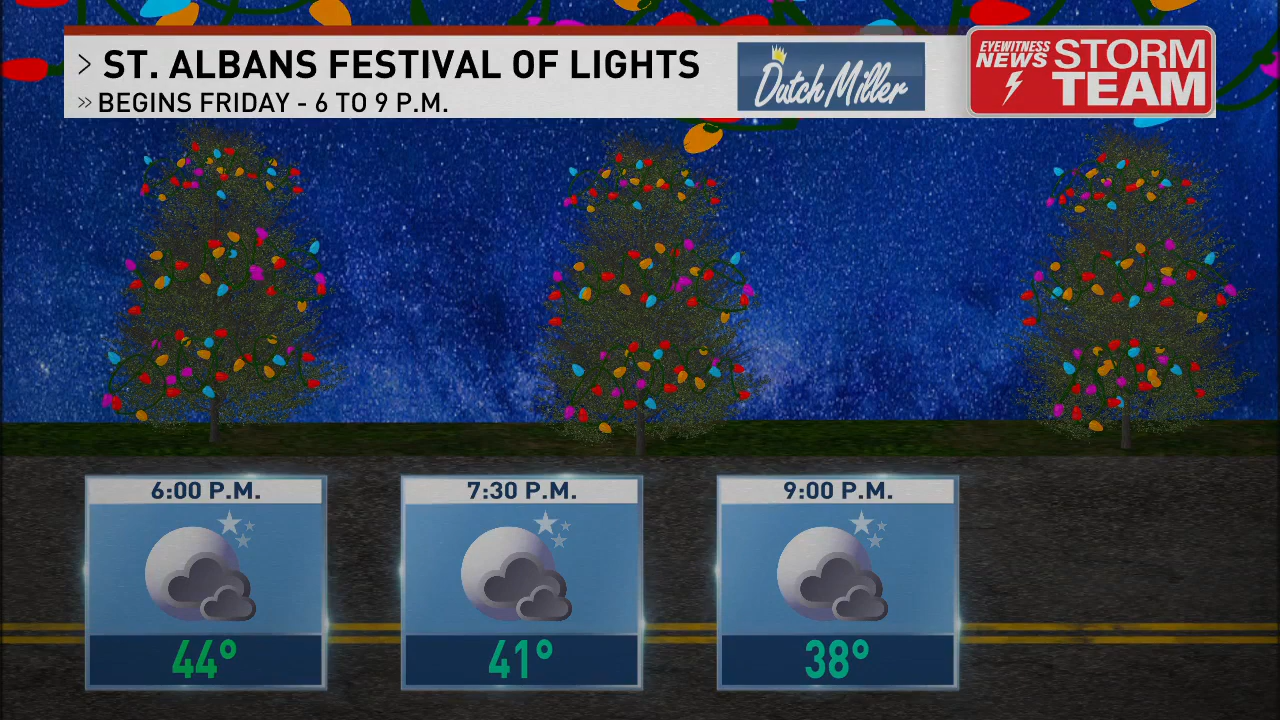 > ST. ALBANS FESTIVAL OF LIGHTS
» BEGINS FRIDAY - 6 TO 9 P.M.
Dutch Miller
EYEWITNESS
NEWS
STORM
TEAM
6:00 P.M.
44°
7:30 P.M.
41°
9:00 P.M.
38°